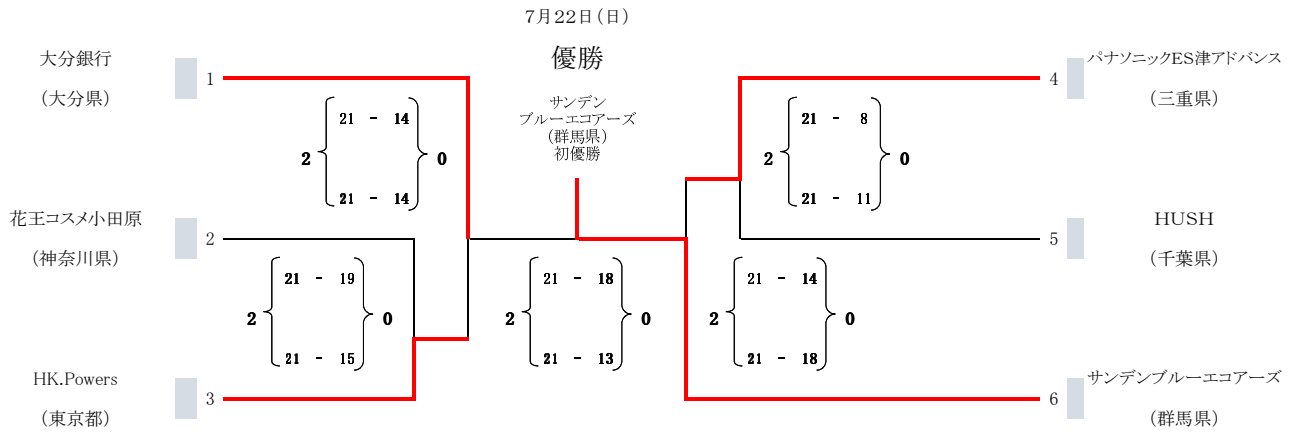 7月22日（日）
優勝
サンデン
ブルーエコアーズ
（群馬県）
初優勝
大分銀行
（大分県）
1
花王コスメ小田原
（神奈川県）
2
HK.Powers
（東京都）
3
パナソニックES津アドバンス
（三重県）
4
HUSH
（千葉県）
5
サンデンブルーエコアーズ
（群馬県）
6
21 - 14
2 0
21 - 14
21 - 8
2 0
21 - 11
21 - 19
2 0
21 - 15
21 - 18
2 0
21 - 13
21 - 14
2 0
21 - 18